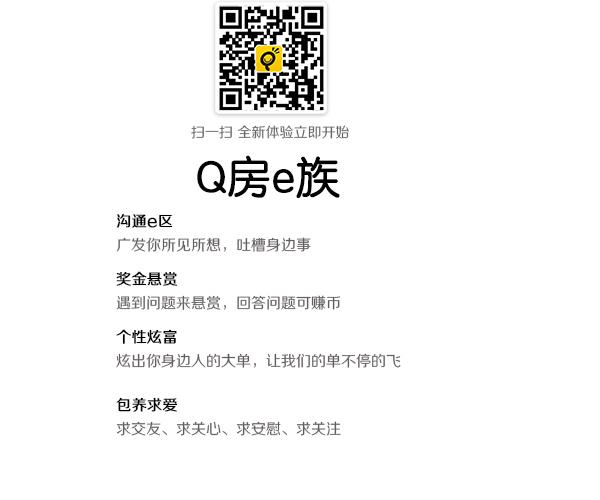 扫一扫 全新体验立即开始
Q房e族
沟通e区
广发你所见所想，吐槽身边事
奖金悬赏
遇到问题来悬赏，回答问题可赚币
个性炫富
炫出你身边人的大单，让我们的单不停的飞
包养求爱
求交友、求关心、求安慰、求关注